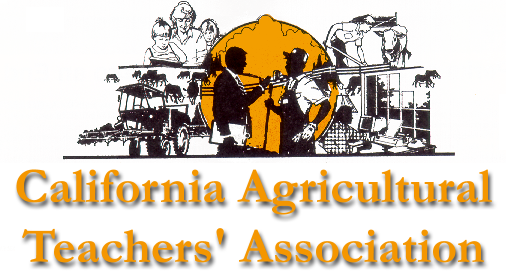 California Agricultural
Teachers' Association